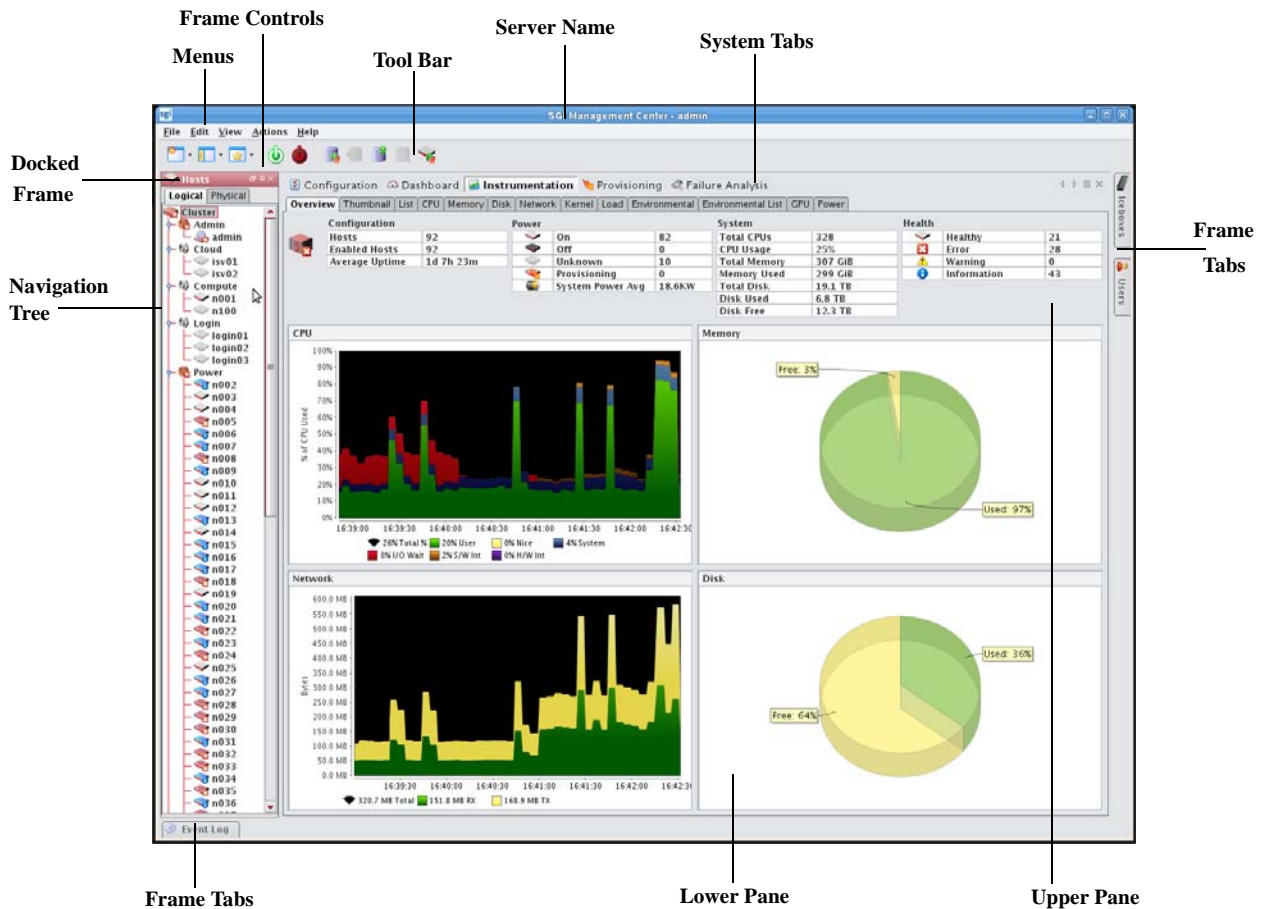 Frame Controls
Server Name
System Tabs
Menus
Tool Bar
SGI Management Center - admin
File Edit View Actions Help
Docked
Frame
Hosts
Logical Physical
Configuration Dashboard Instrumentation Provisioning Failure Analysis
Overview Thumbnail List CPU Memory Disk Network Kernel Load Environmental Environmental List GPU Power
Configuration
Hosts 92
Enabled Hosts 92
Average Uptime 1d 7h 23m
Power
On 82
Off 0
Unknown 10
Provisioning 0
System Power Avg 18.6KW
System
Total CPUs 328
CPU Usage 25%
Total Memory 307 GiB
Memory Used 299 GiB
Total Disk 19.1 TB
Disk Used 6.8 TB
Disk Free 12.3 TB
Health
Healthy 21
Error 28
Warning 0
Information 43
Iceboxes
Users
Frame
Tabs
Navigation
Tree
Cluster
Admin
admin
Cloud
isv01
isv02
Compute
n001
n100
Login
login01
login02
login03
Power
n002
n003
n004
n005
n006
n007
n008
n009
n010
n011
n012
n013
n014
n015
n016
n017
n018
n019
n020
n021
n022
n023
n024
n025
n026
n027
n028
n029
n030
n031
n032
n033
n034
n035
n036
CPU
% of CPU Used
100%
90%
80%
70%
60%
50%
40%
30%
20%
10%
0%
16:39:00 16:39:30 16:40:00 16:40:30 16:41:00 16:41:30 16:42:00 16:42:30
26% Total % 20% User 0% Nice 4% System
0% I/O Wait 2% S/W Int 0% H/W Int
Memory
Free: 3%
Used: 97%
Network
Bytes
600.0 MB
550.0 MB
500.0 MB
450.0 MB
400.0 MB
350.0 MB
300.0 MB
250.0 MB
200.0 MB
150.0 MB
100.0 MB
50.0 MB
0.0 MB
16:39:30 16:40:00 16:40:30 16:41:00 16:41:30 16:42:00 16:42:30
320.7 MB Total 151.8 MB RX 168.9 MB TX
Disk
Used: 36%
Free: 64%
Event Log
Frame Tabs
Lower Pane
Upper Pane